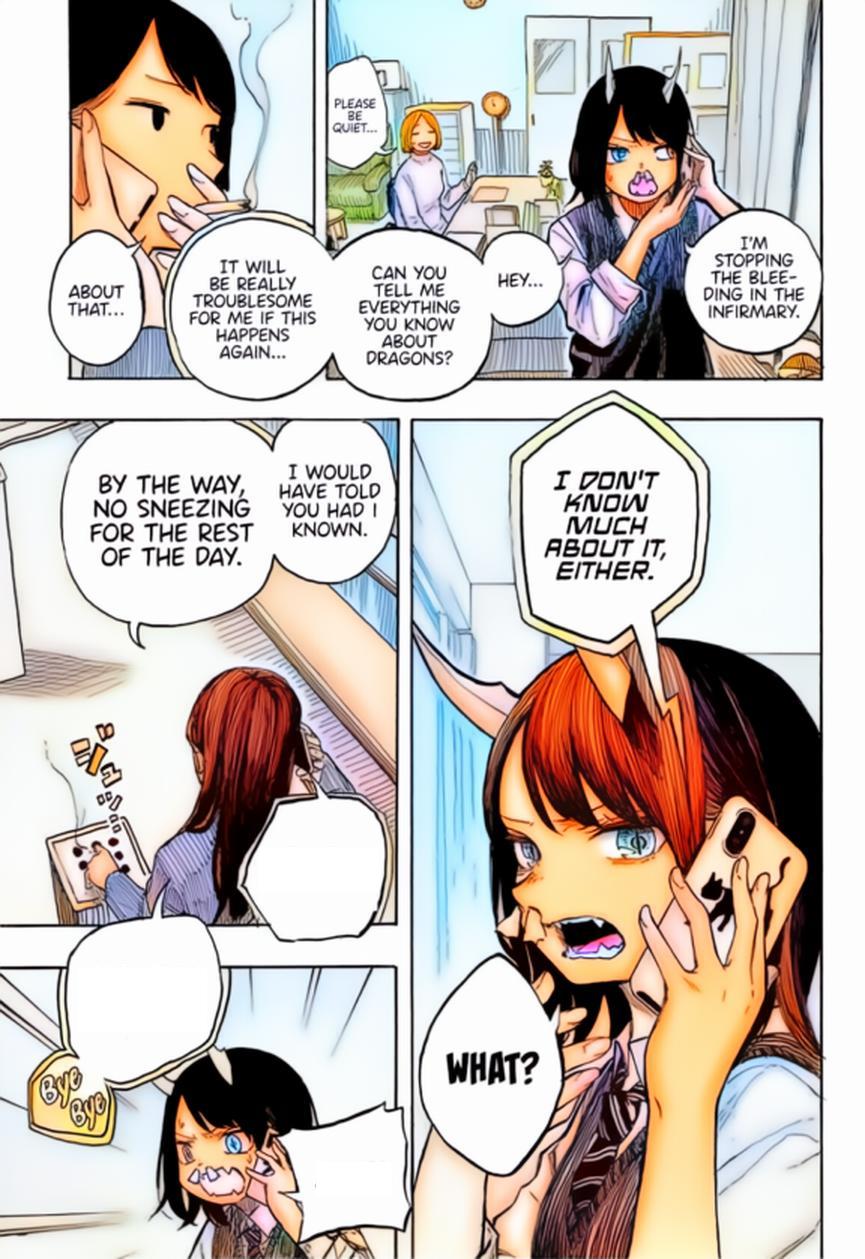 I'M
STOPPING
THE BLEE-
DING IN THE
INFIRMARY.
PLEASE
BE
QUIET...
HEY...
CAN YOU
TELL ME
EVERYTHING
YOU KNOW
ABOUT
DRAGONS?
IT WILL
BE REALLY
TROUBLESOME
FOR ME IF THIS
HAPPENS
AGAIN...
ABOUT
THAT...
I DON'T
KNOW
MUCH
ABOUT IT,
EITHER.
WHAT?
I WOULD
HAVE TOLD
YOU HAD I
KNOWN.
BY THE WAY,
NO SNEEZING
FOR THE REST
OF THE DAY.
ジュッ
Bye
Bye